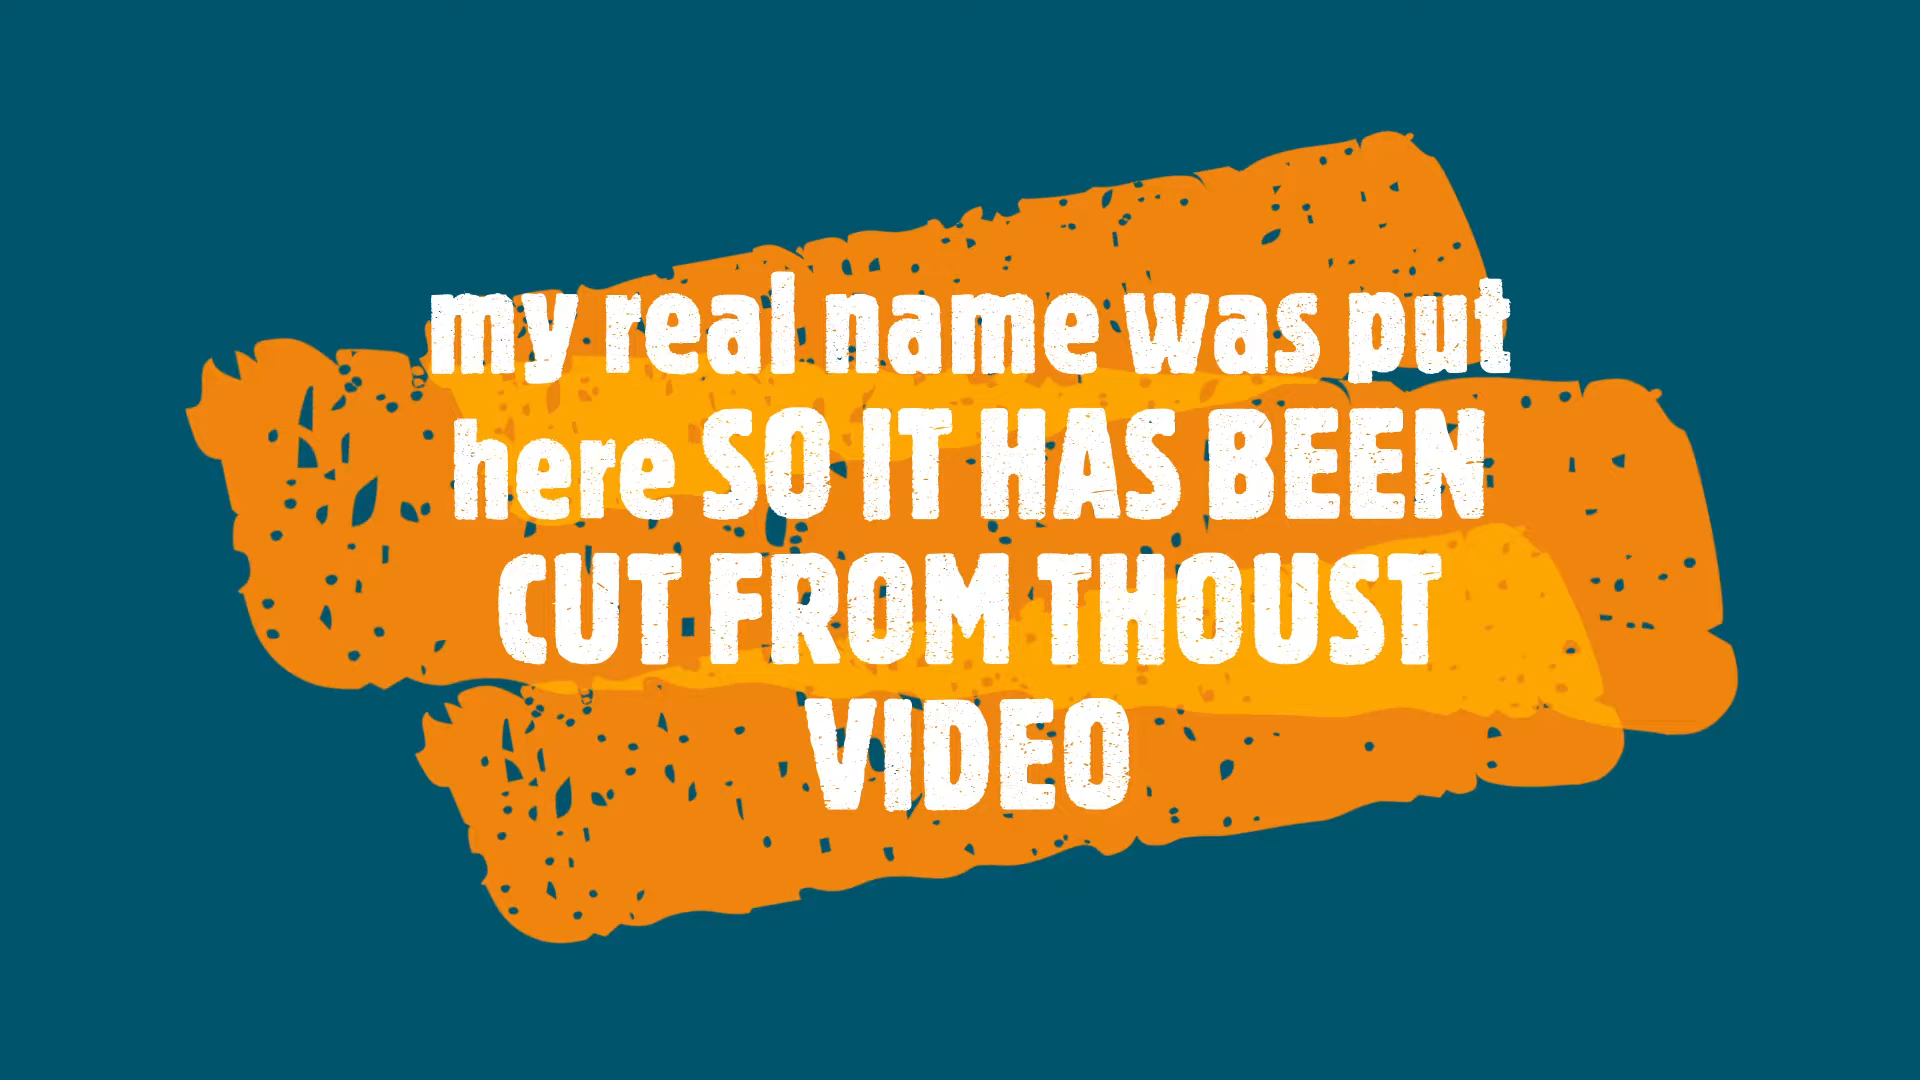 my real name was put
here SO IT HAS BEEN
CUT FROM THOUST
VIDEO